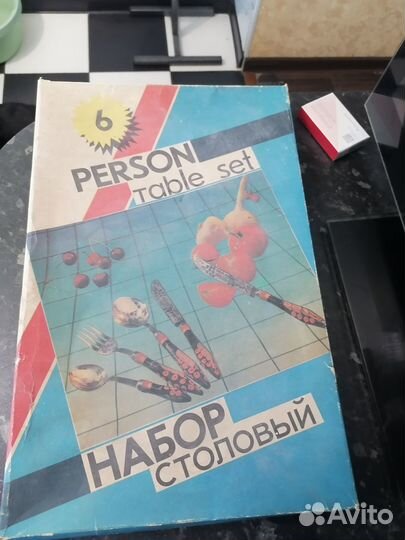 6
PERSON
Table set
НАБОР
СТОЛОВЫЙ
Avito